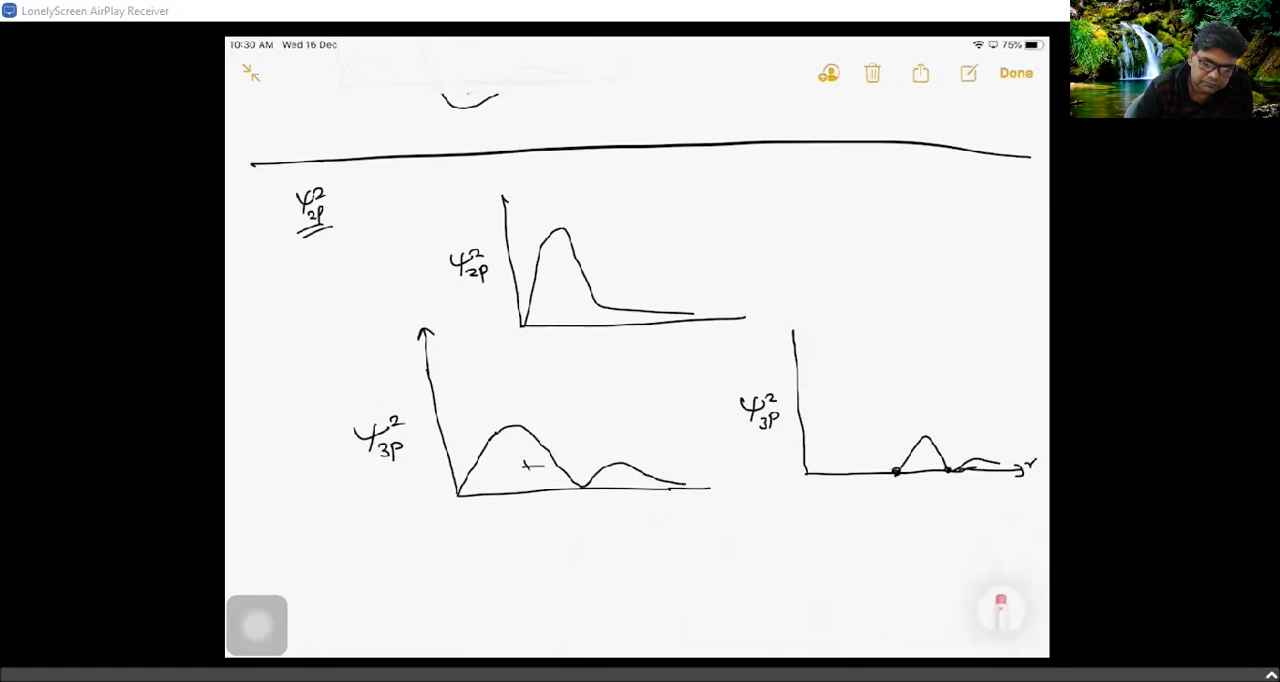 LonelyScreen AirPlay Receiver
10:30 AM Wed 16 Dec
75%
Done
ψ²2p
ψ²2p
ψ²3p
ψ²3p
r